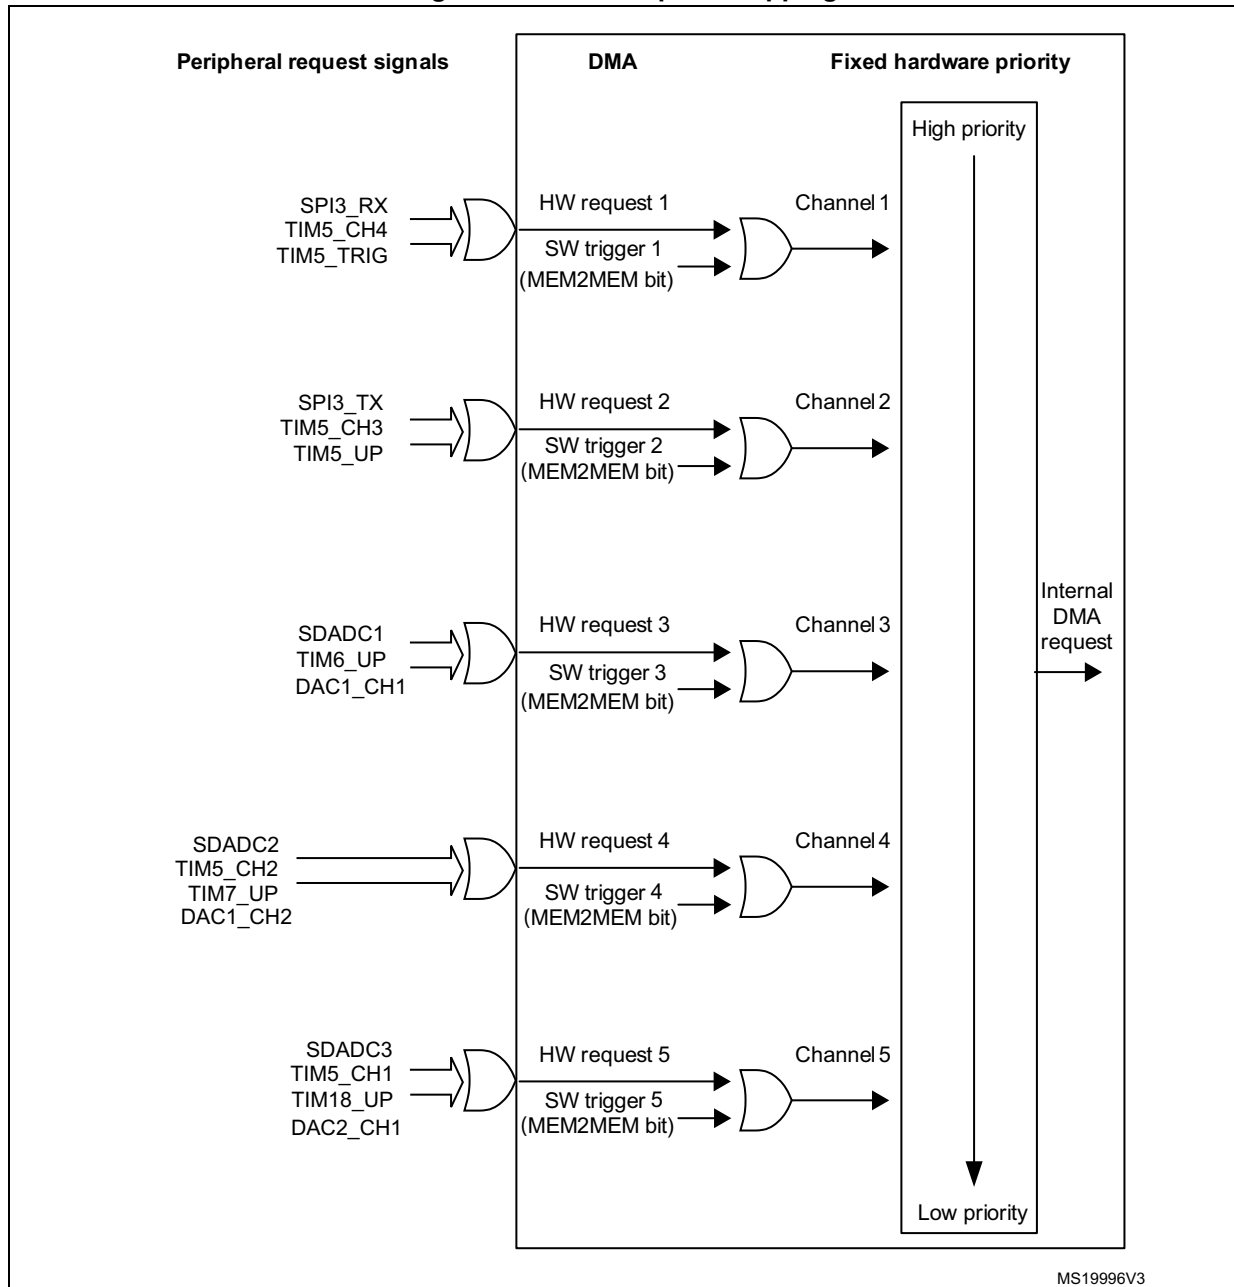 Peripheral request signals DMA Fixed hardware priority
High priority
SPI3_RX
TIM5_CH4
TIM5_TRIG
HW request 1
SW trigger 1
(MEM2MEM bit)
Channel 1
SPI3_TX
TIM5_CH3
TIM5_UP
HW request 2
SW trigger 2
(MEM2MEM bit)
Channel 2
SDADC1
TIM6_UP
DAC1_CH1
HW request 3
SW trigger 3
(MEM2MEM bit)
Channel 3
Internal
DMA
request
SDADC2
TIM5_CH2
TIM7_UP
DAC1_CH2
HW request 4
SW trigger 4
(MEM2MEM bit)
Channel 4
SDADC3
TIM5_CH1
TIM18_UP
DAC2_CH1
HW request 5
SW trigger 5
(MEM2MEM bit)
Channel 5
Low priority
MS19996V3